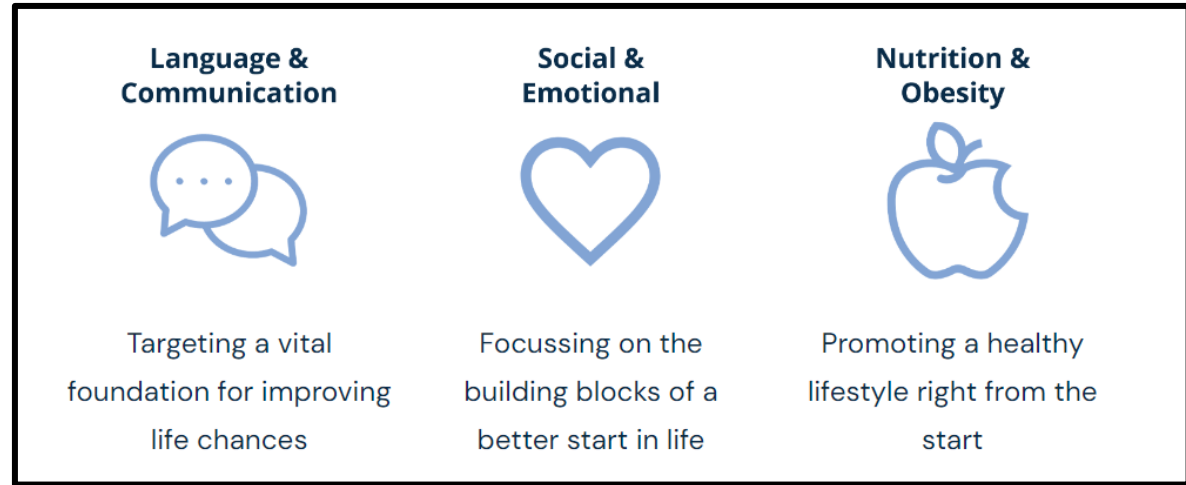 Language &
Communication
Social &
Emotional
Nutrition &
Obesity
Targeting a vital
foundation for improving
life chances
Focussing on the
building blocks of a
better start in life
Promoting a healthy
lifestyle right from the
start